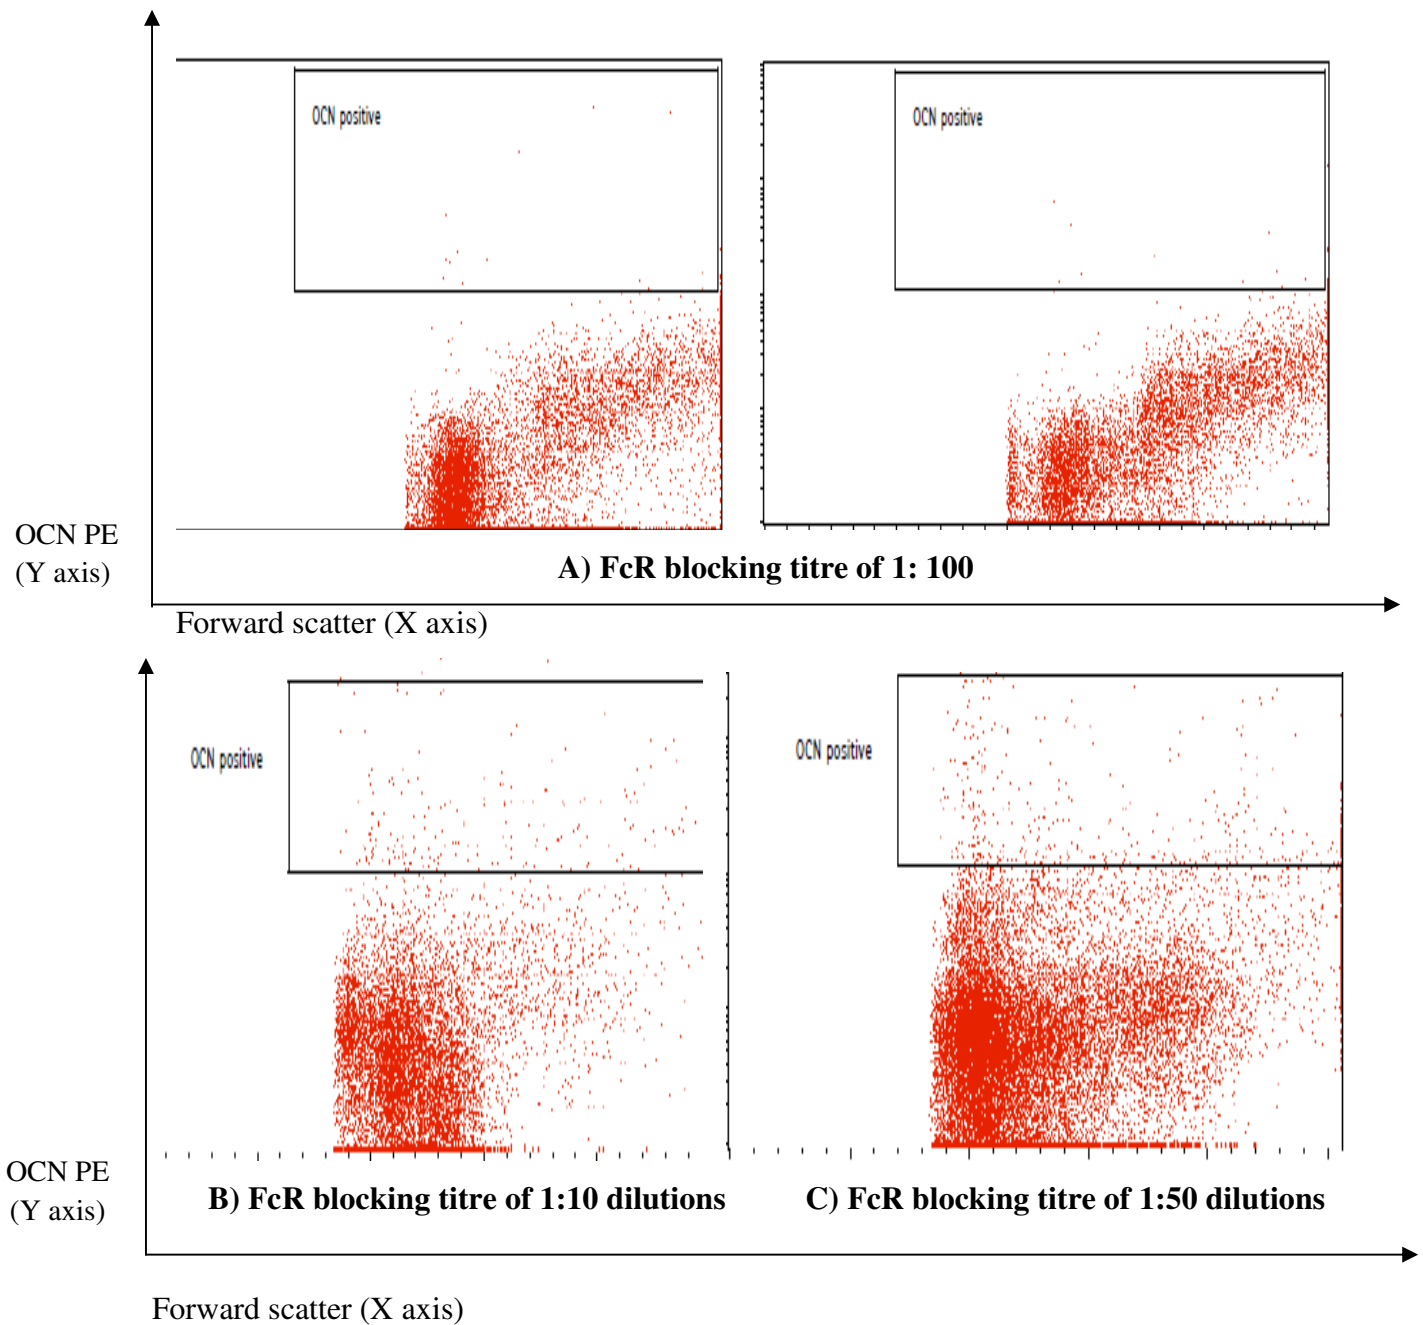 OCN positive
OCN positive
OCN PE
(Y axis)
A) FcR blocking titre of 1: 100
Forward scatter (X axis)
OCN positive
OCN positive
OCN PE
(Y axis)
B) FcR blocking titre of 1:10 dilutions
C) FcR blocking titre of 1:50 dilutions
Forward scatter (X axis)